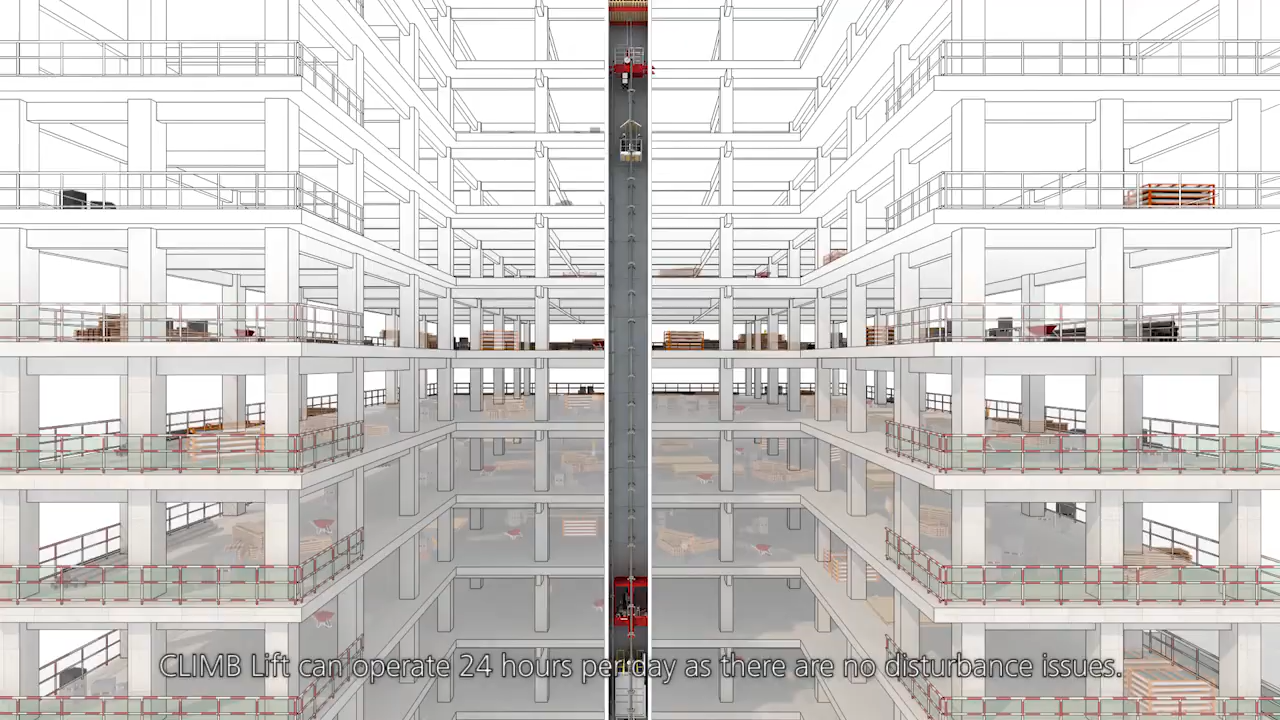 CLIMB Lift can operate 24 hours per day as there are no disturbance issues.